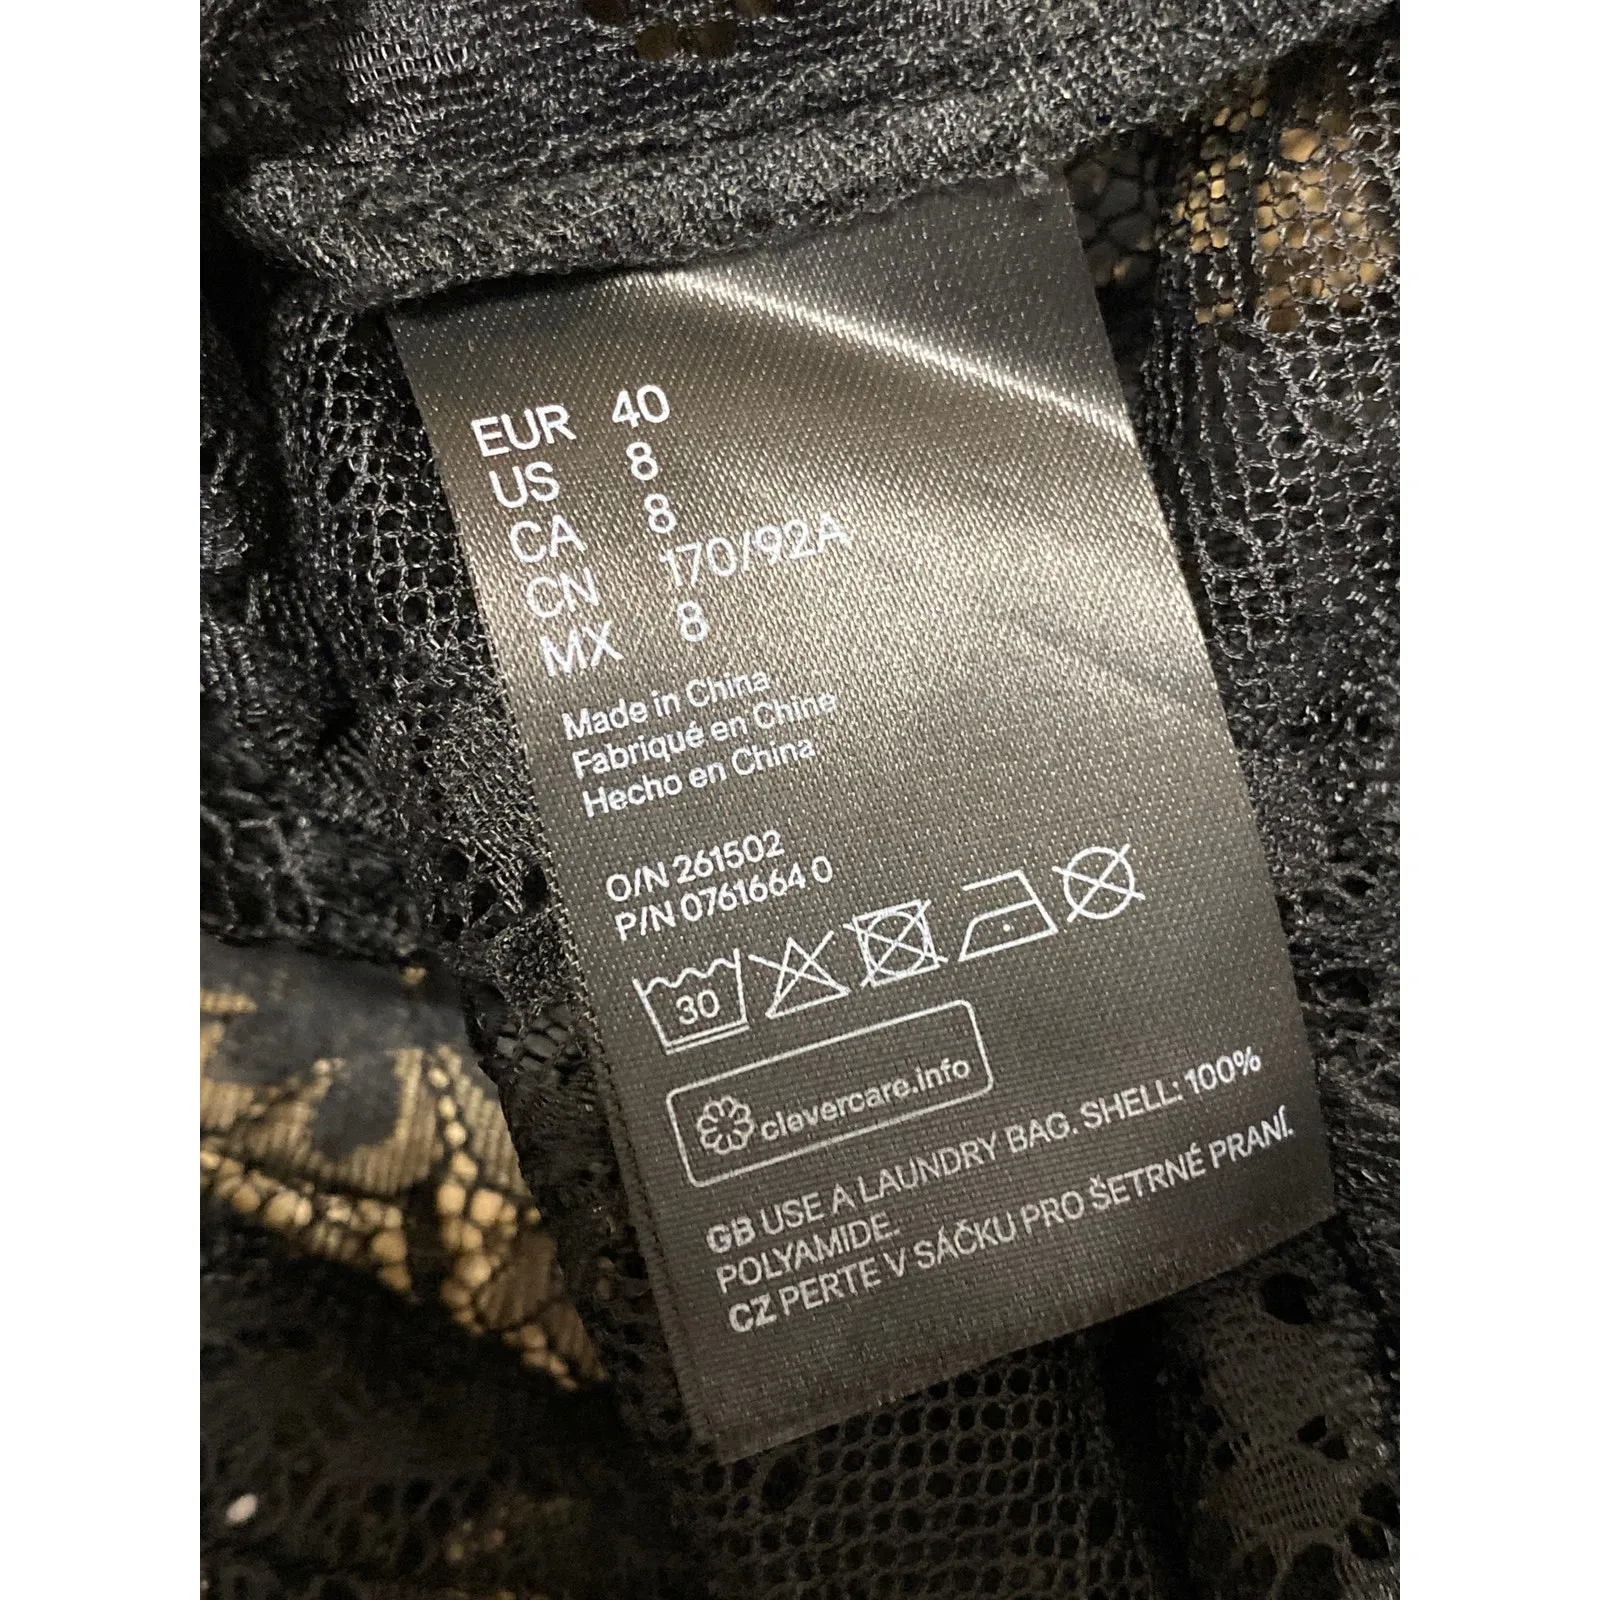 EUR 40
US 8
CA 8
CN 170/92A
MX 8
Made in China
Fabriqué en Chine
Hecho en China
O/N 261502
P/N 0761664 0
30
clevercare.info
GB USE A LAUNDRY BAG. SHELL: 100%
POLYAMIDE.
CZ PERTE V SÁČKU PRO ŠETRNÉ PRANÍ.